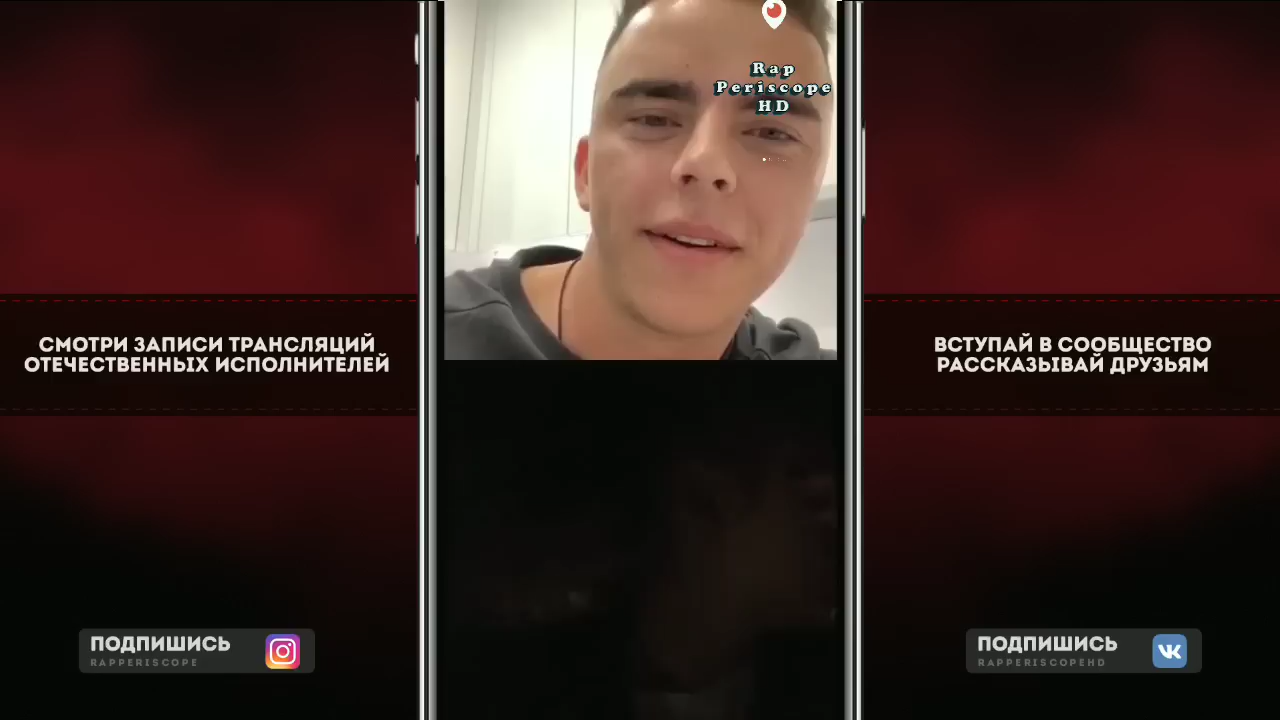 Rap
Periscope
HD
СМОТРИ ЗАПИСИ ТРАНСЛЯЦИЙ
ОТЕЧЕСТВЕННЫХ ИСПОЛНИТЕЛЕЙ
ВСТУПАЙ В СООБЩЕСТВО
РАССКАЗЫВАЙ ДРУЗЬЯМ
ПОДПИШИСЬ
RAPPERISCOPE
ПОДПИШИСЬ
RAPPERISCOPEHD